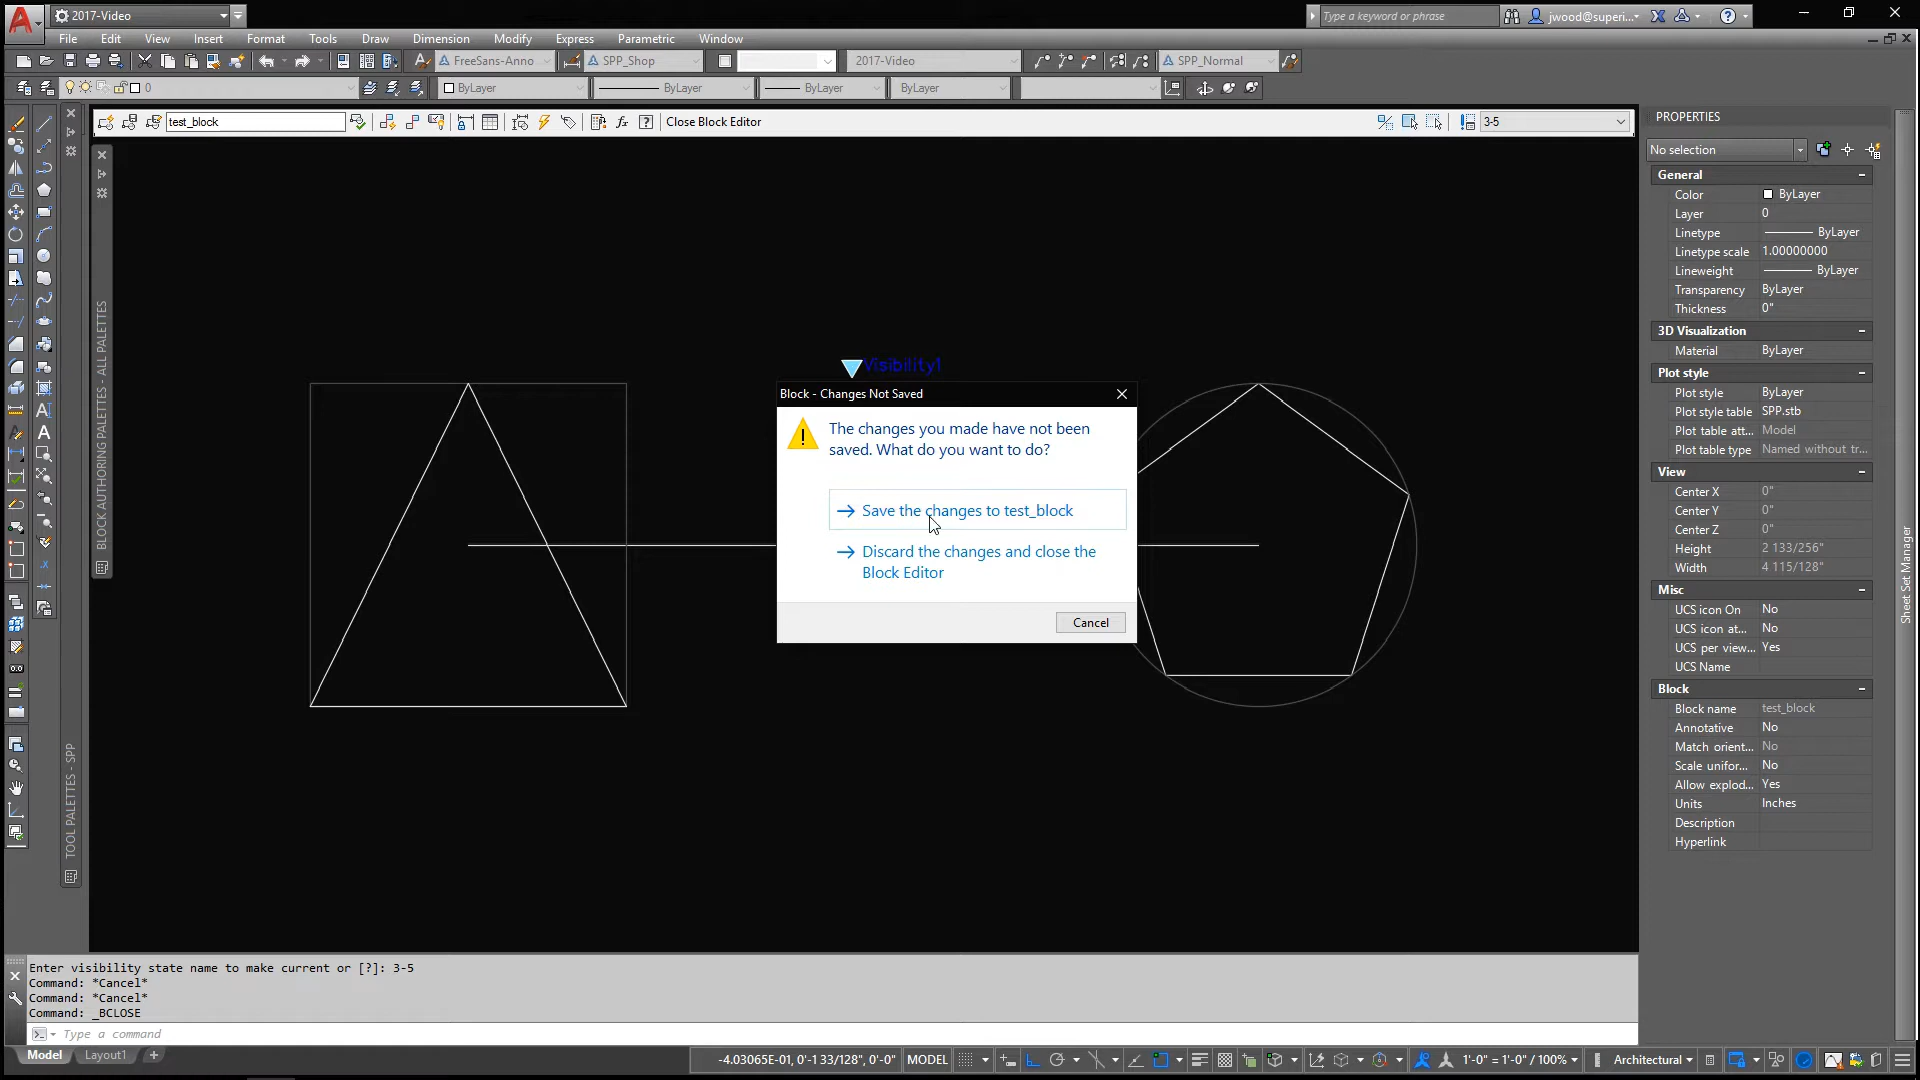 2017-Video
Type a keyword or phrase
jwood@superi...
File Edit View Insert Format Tools Draw Dimension Modify Express Parametric Window
FreeSans-Anno
SPP_Shop
2017-Video
SPP_Normal
0
ByLayer
ByLayer
ByLayer
ByLayer
test_block
Close Block Editor
3-5
BLOCK AUTHORING PALETTES - ALL PALETTES
TOOL PALETTES - SPP
Visibility1
Block - Changes Not Saved
The changes you made have not been
saved. What do you want to do?
Save the changes to test_block
Discard the changes and close the
Block Editor
Cancel
PROPERTIES
No selection
General
Color ByLayer
Layer 0
Linetype ByLayer
Linetype scale 1.00000000
Lineweight ByLayer
Transparency ByLayer
Thickness 0"
3D Visualization
Material ByLayer
Plot style
Plot style ByLayer
Plot style table SPP.stb
Plot table att... Model
Plot table type Named without tr...
View
Center X 0"
Center Y 0"
Center Z 0"
Height 2 133/256"
Width 4 115/128"
Misc
UCS icon On No
UCS icon at... No
UCS per view... Yes
UCS Name
Block
Block name test_block
Annotative No
Match orient... No
Scale unifor... No
Allow explod... Yes
Units Inches
Description
Hyperlink
Sheet Set Manager
Enter visibility state name to make current or [?]: 3-5
Command: *Cancel*
Command: *Cancel*
Command: _BCLOSE
Type a command
Model Layout1 +
-4.03065E-01, 0'-1 33/128", 0'-0" MODEL
1'-0" = 1'-0" / 100%
Architectural